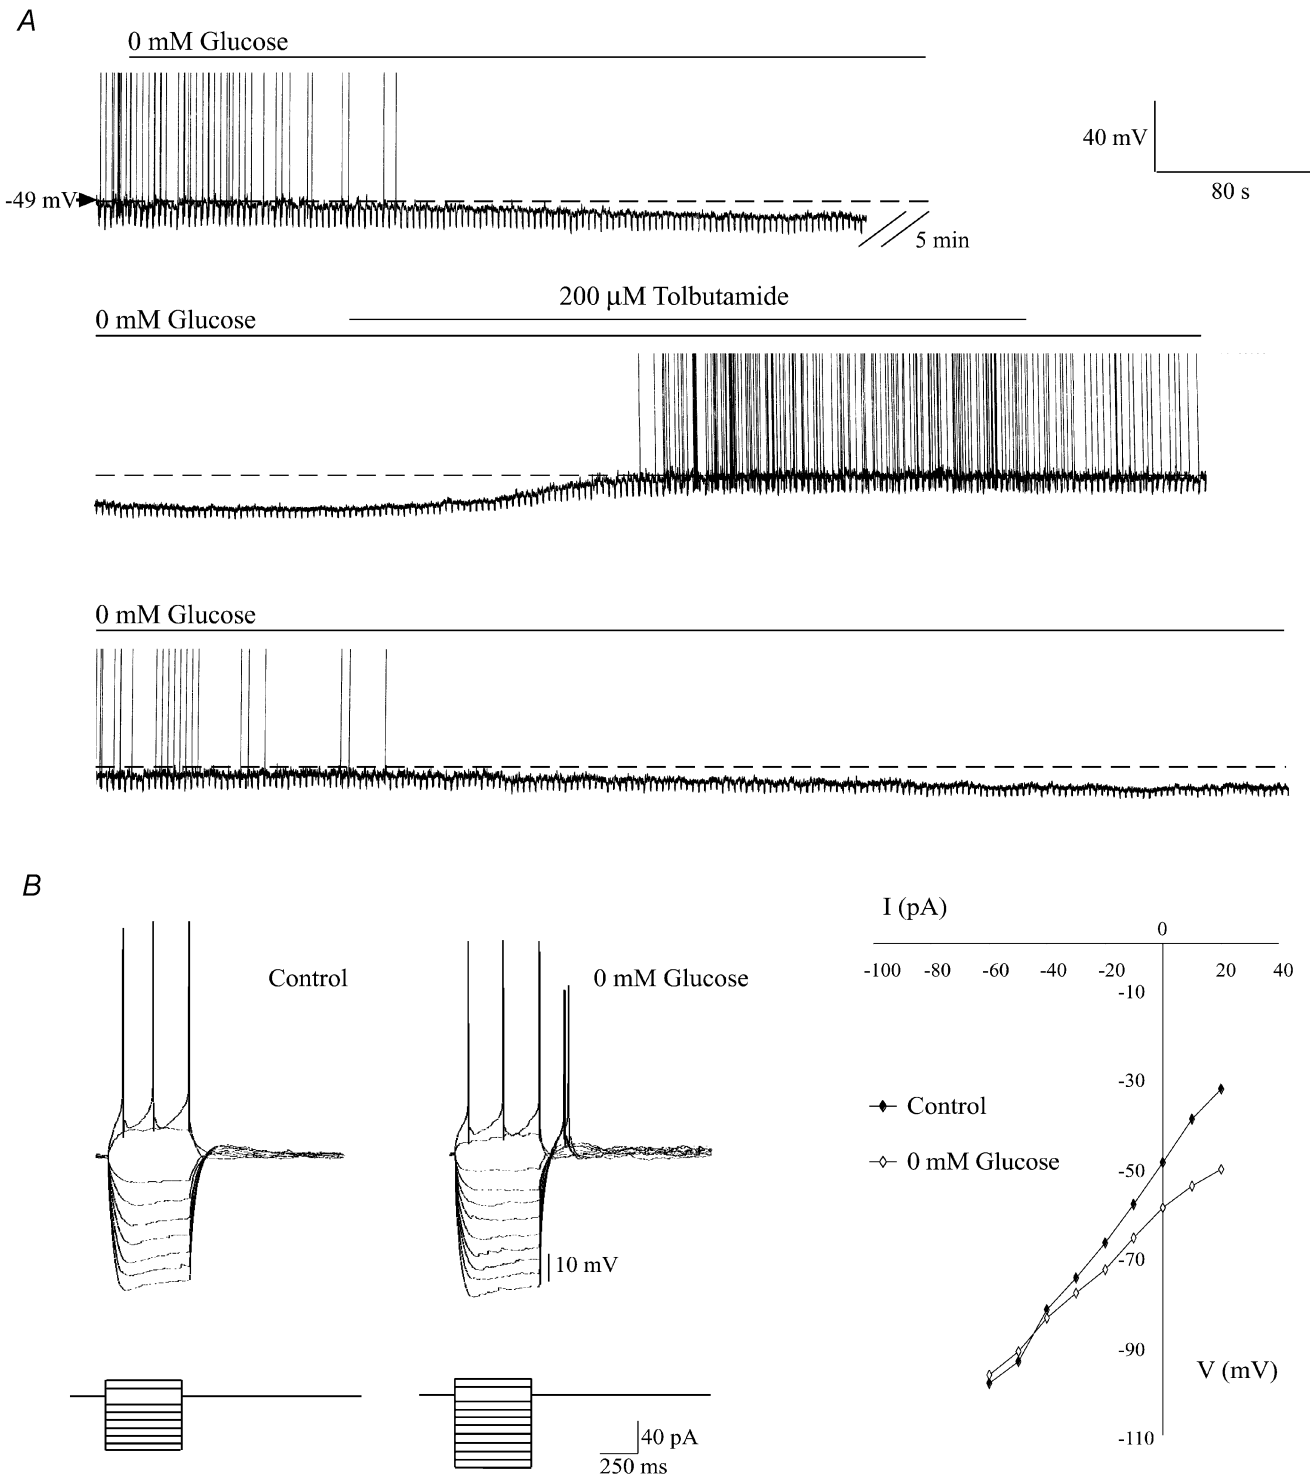 A
0 mM Glucose
40 mV
80 s
-49 mV
5 min
200 µM Tolbutamide
0 mM Glucose
0 mM Glucose
B
Control
0 mM Glucose
10 mV
40 pA
250 ms
I (pA)
0
-100 -80 -60 -40 -20 20 40
-10
-30
Control
-50
0 mM Glucose
-70
-90
V (mV)
-110